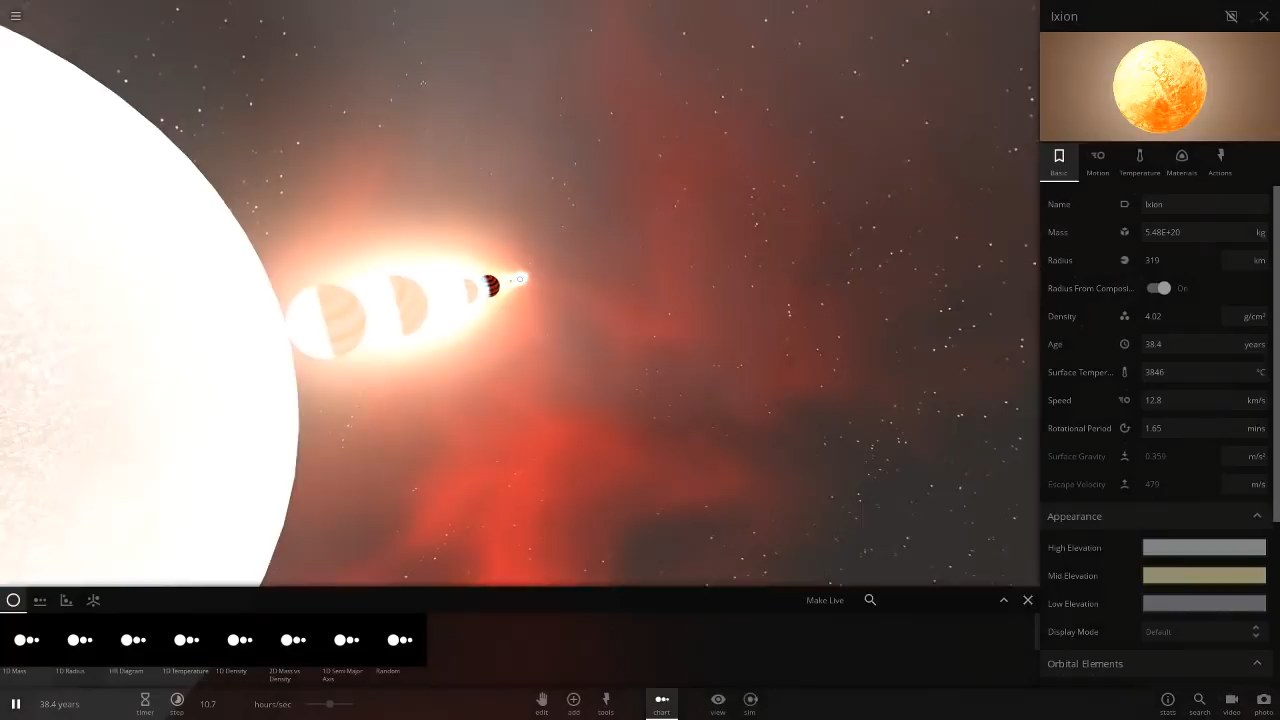 Ixion
Basic Motion Temperature Materials Actions
Name Ixion
Mass 5.48E+20 kg
Radius 319 km
Radius From Composi... On
Density 4.02 g/cm³
Age 38.4 years
Surface Temper... 3846 °C
Speed 12.8 km/s
Rotational Period 1.65 mins
Surface Gravity 0.359 m/s²
Escape Velocity 470 m/s
Appearance
High Elevation
Mid Elevation
Low Elevation
Display Mode Default
Orbital Elements
Make Live
1D Mass 1D Radius HR Diagram 1D Temperature 1D Density 2D Mass vs Density 1D Semi Major Axis Random
38.4 years timer step 10.7 hours/sec edit add tools chart view sim stats search video photo